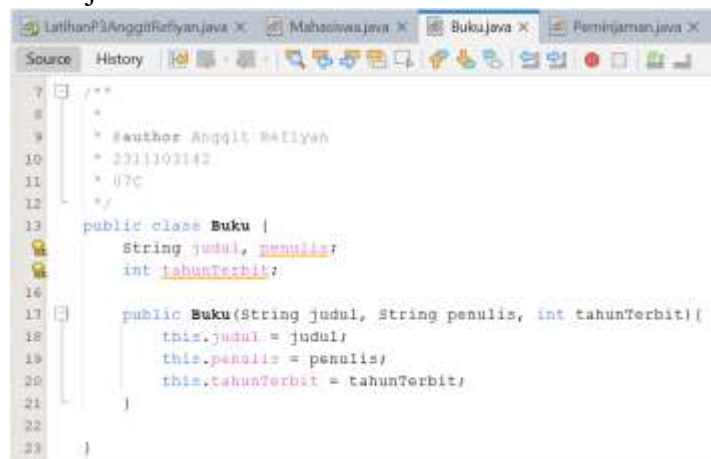 LatihanP3AnggitRefiyan.java × Mahasiswa.java × Buku.java × Peminjaman.java ×
Source History
7 /**
8 *
9 * @author Anggit Refiyan
10 * 2311103142
11 * 07C
12 */
13 public class Buku {
String judul, penulis;
int tahunTerbit;
16
17 public Buku(String judul, String penulis, int tahunTerbit){
18 this.judul = judul;
19 this.penulis = penulis;
20 this.tahunTerbit = tahunTerbit;
21 }
22
23 }